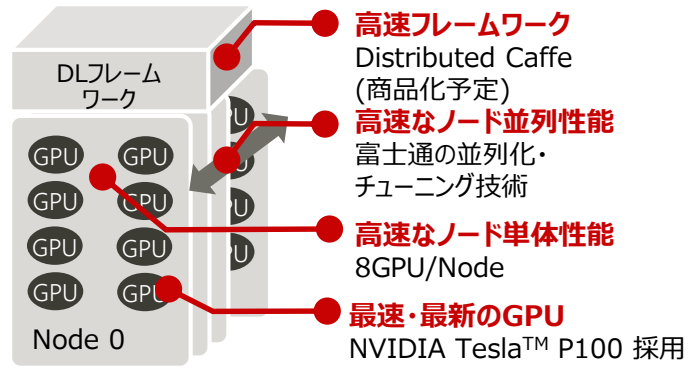 DLフレーム
ワーク
GPU GPU
GPU GPU
GPU GPU
GPU GPU
Node 0
高速フレームワーク
Distributed Caffe
(商品化予定)
高速なノード並列性能
富士通の並列化・
チューニング技術
高速なノード単体性能
8GPU/Node
最速・最新のGPU
NVIDIA Tesla™ P100 採用